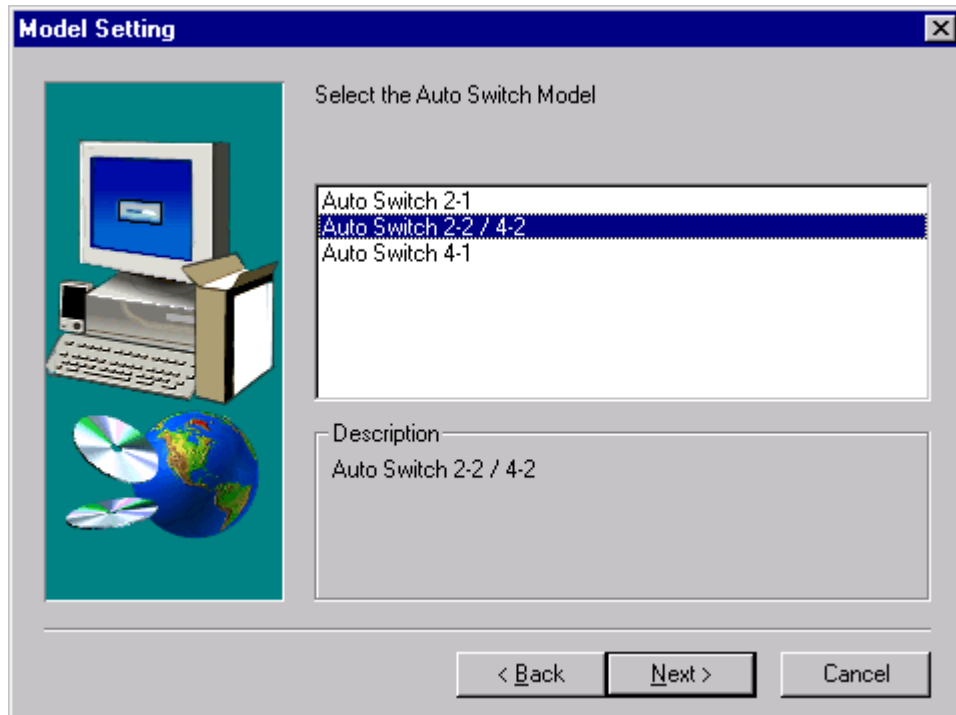 Model Setting
Select the Auto Switch Model
Auto Switch 2-1
Auto Switch 2-2 / 4-2
Auto Switch 4-1
Description
Auto Switch 2-2 / 4-2
< Back
Next >
Cancel